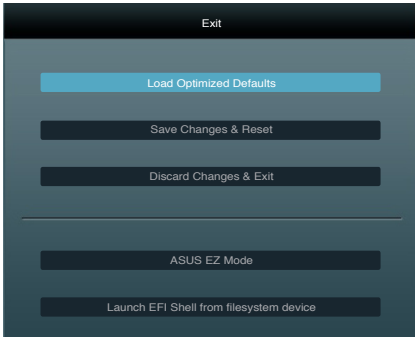 Exit
Load Optimized Defaults
Save Changes & Reset
Discard Changes & Exit
ASUS EZ Mode
Launch EFI Shell from filesystem device